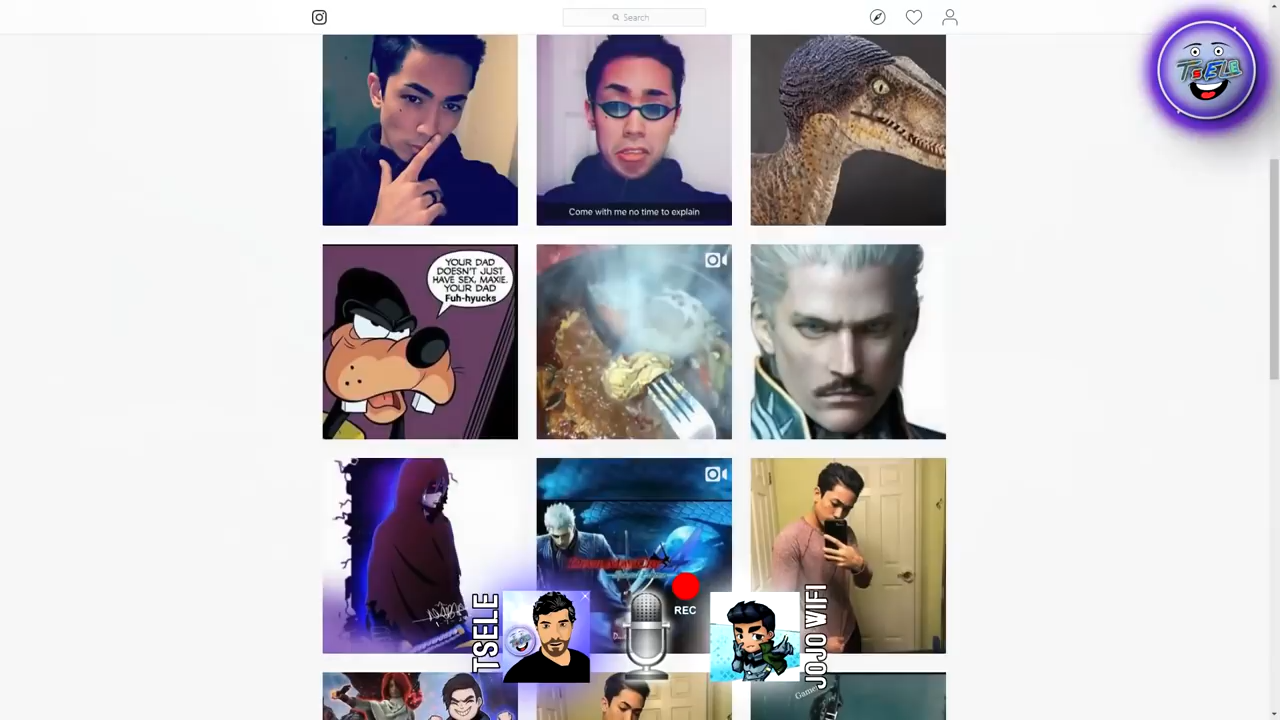 Search
TSELE
Come with me no time to explain
YOUR DAD
DOESN'T JUST
HAVE SEX, MAXIE.
YOUR DAD
Fuh-hyucks
REC
TSELE
JOJO WIFI
Game